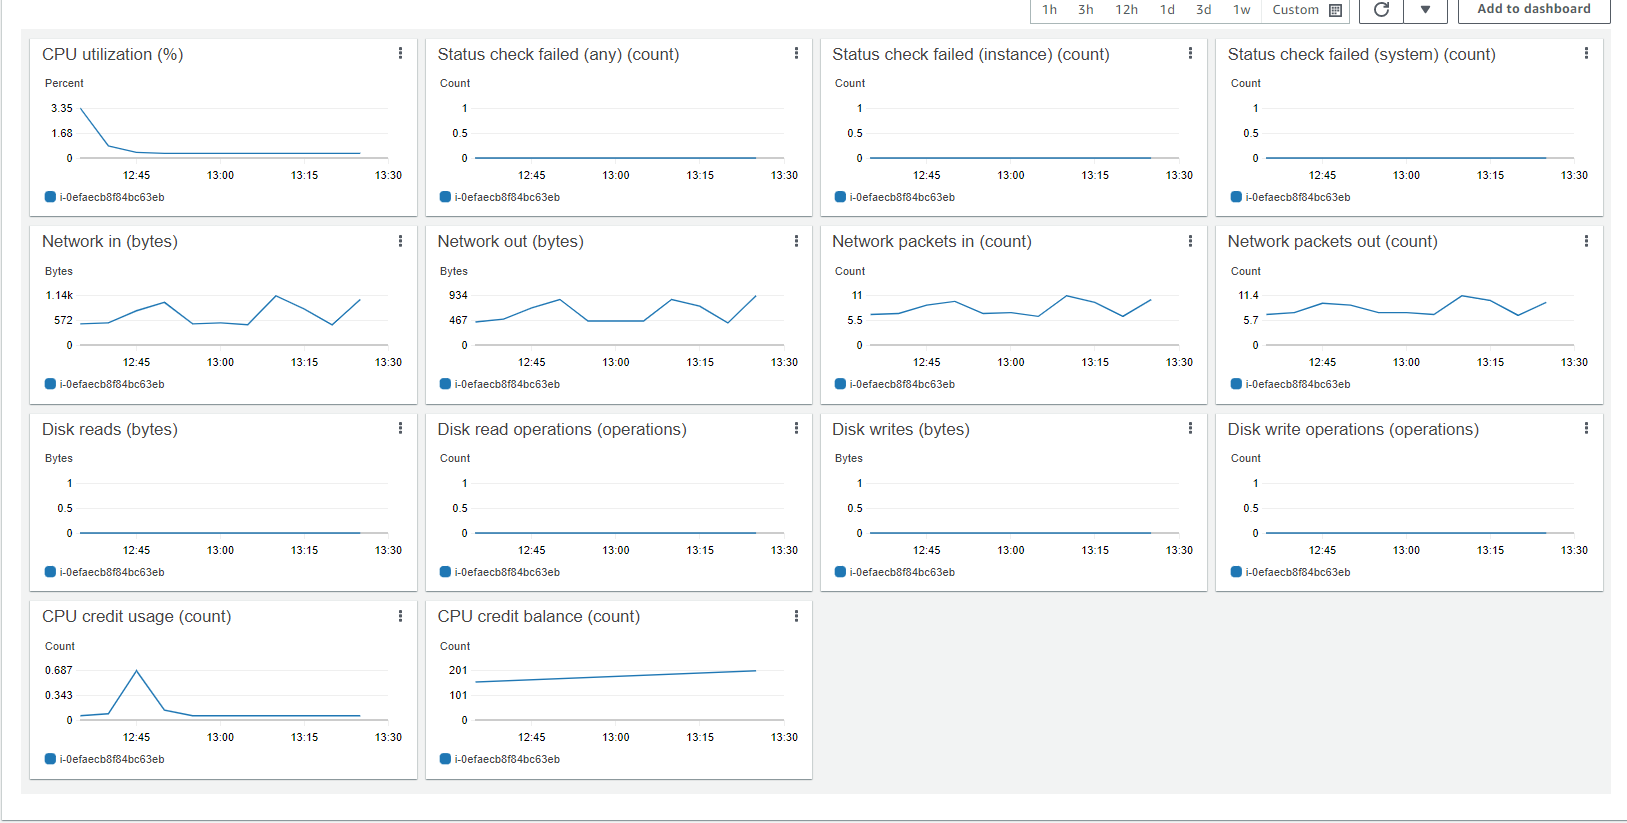 1h 3h 12h 1d 3d 1w Custom Add to dashboard
CPU utilization (%)
Percent
3.35
1.68
0
12:45 13:00 13:15 13:30
i-0efaecb8f84bc63eb
Status check failed (any) (count)
Count
1
0.5
0
12:45 13:00 13:15 13:30
i-0efaecb8f84bc63eb
Status check failed (instance) (count)
Count
1
0.5
0
12:45 13:00 13:15 13:30
i-0efaecb8f84bc63eb
Status check failed (system) (count)
Count
1
0.5
0
12:45 13:00 13:15 13:30
i-0efaecb8f84bc63eb
Network in (bytes)
Bytes
1.14k
572
0
12:45 13:00 13:15 13:30
i-0efaecb8f84bc63eb
Network out (bytes)
Bytes
934
467
0
12:45 13:00 13:15 13:30
i-0efaecb8f84bc63eb
Network packets in (count)
Count
11
5.5
0
12:45 13:00 13:15 13:30
i-0efaecb8f84bc63eb
Network packets out (count)
Count
11.4
5.7
0
12:45 13:00 13:15 13:30
i-0efaecb8f84bc63eb
Disk reads (bytes)
Bytes
1
0.5
0
12:45 13:00 13:15 13:30
i-0efaecb8f84bc63eb
Disk read operations (operations)
Count
1
0.5
0
12:45 13:00 13:15 13:30
i-0efaecb8f84bc63eb
Disk writes (bytes)
Bytes
1
0.5
0
12:45 13:00 13:15 13:30
i-0efaecb8f84bc63eb
Disk write operations (operations)
Count
1
0.5
0
12:45 13:00 13:15 13:30
i-0efaecb8f84bc63eb
CPU credit usage (count)
Count
0.687
0.343
0
12:45 13:00 13:15 13:30
i-0efaecb8f84bc63eb
CPU credit balance (count)
Count
201
101
0
12:45 13:00 13:15 13:30
i-0efaecb8f84bc63eb